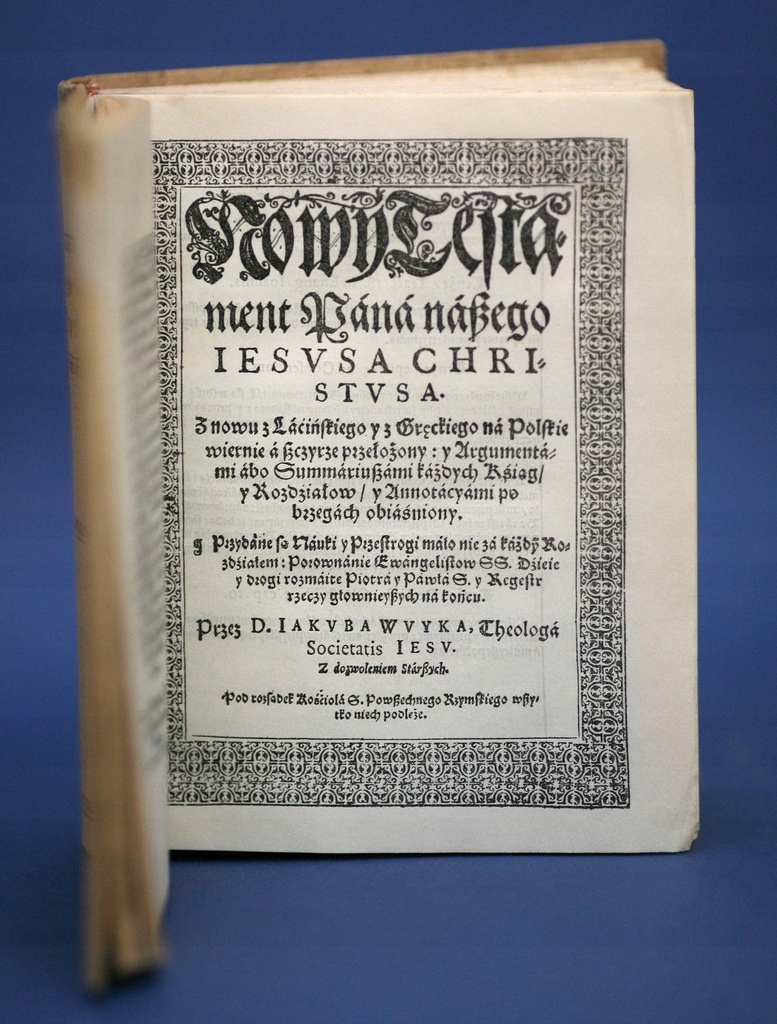 Nowy Testá-
ment Páná nászego
IESVSA CHRI-
STVSA.
Z nowu z Láćińskiego y z Gręckiego ná Polskie
wiernie á szczyrze przełożony : y Argumentá-
mi ábo Summáriuszámi káżdych Kśiąg/
y Rozdźiałow / y Annotácyámi po
brzegách obiáśniony.
Przydáne są Náuki y Przestrogi máło nie zá káżdym Ro-
zdźiałem : Porownánie Ewángelistow SS. Dźieie
y drogi rozmáite Piotrá y Páwłá S. y Regestr
rzeczy głownieyszych ná końcu.
Przez D. IAKVBA WVYKA, Theologá
Societatis IESV.
Z dozwoleniem Stárszych.
Pod rozsądek Kośćiołá S. Powszechnego Rzymskiego wszy-
tko niech podleże.